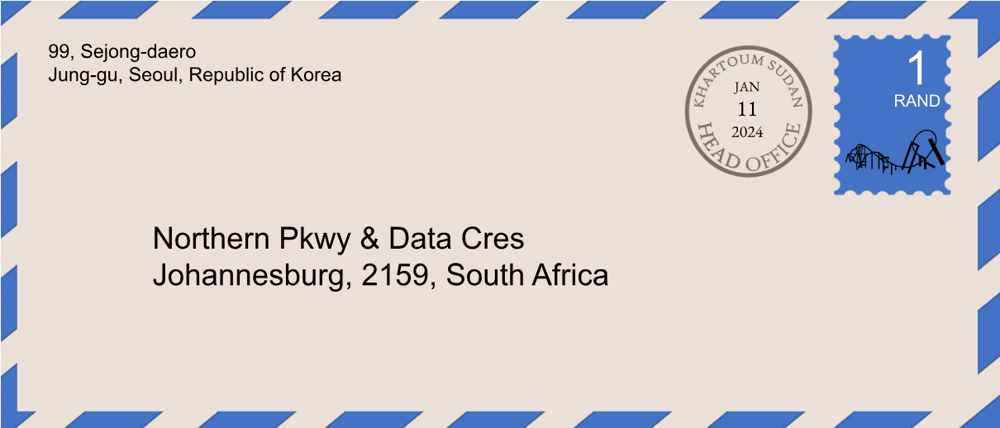 99, Sejong-daero
Jung-gu, Seoul, Republic of Korea
KHARTOUM SUDAN
JAN
11
2024
HEAD OFFICE
1
RAND
Northern Pkwy & Data Cres
Johannesburg, 2159, South Africa